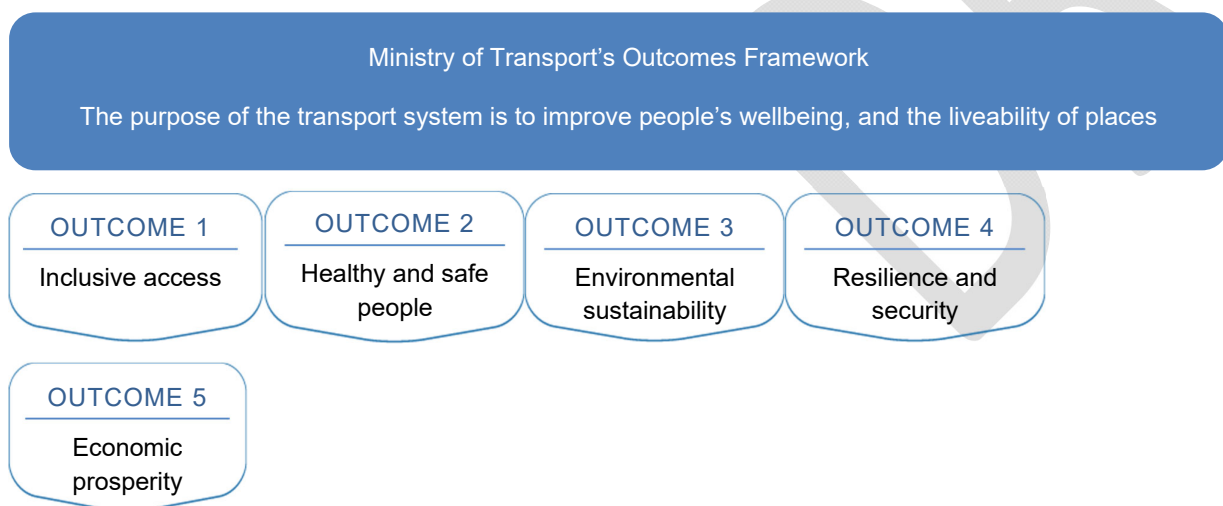 Ministry of Transport’s Outcomes Framework
The purpose of the transport system is to improve people’s wellbeing, and the liveability of places
OUTCOME 1
Inclusive access
OUTCOME 2
Healthy and safe
people
OUTCOME 3
Environmental
sustainability
OUTCOME 4
Resilience and
security
OUTCOME 5
Economic
prosperity